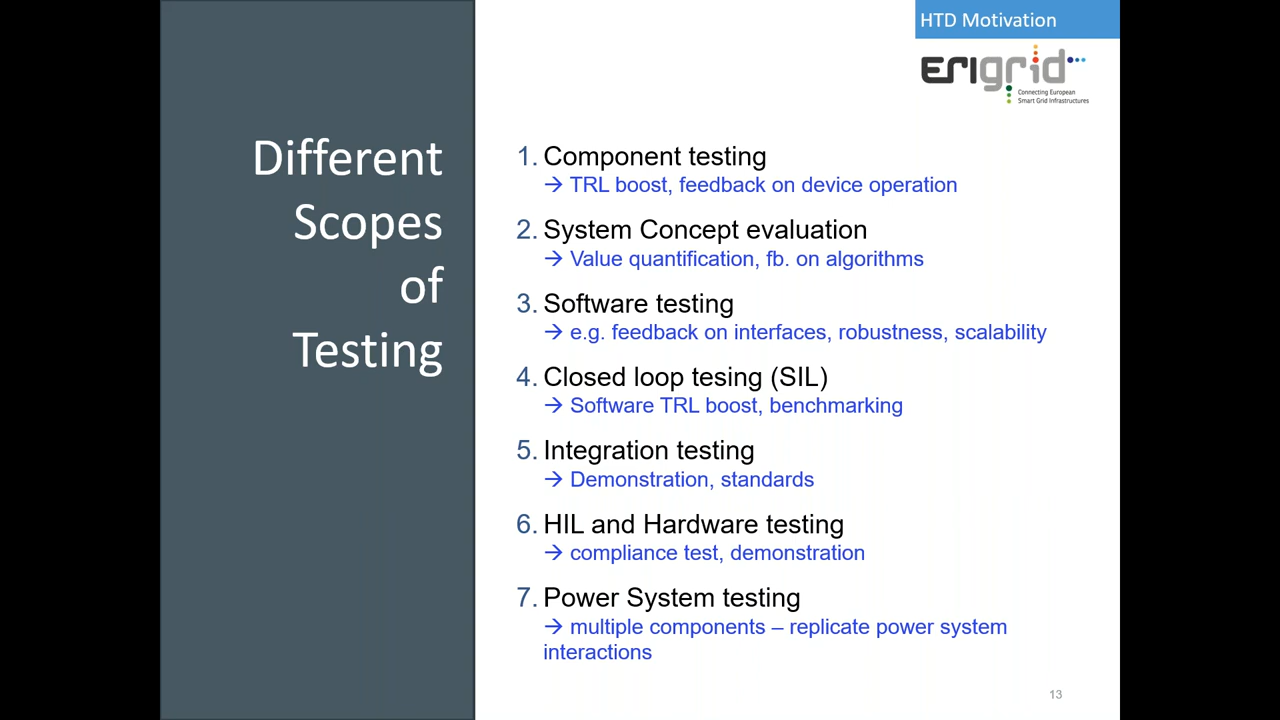 HTD Motivation
erigrid
Connecting European
Smart Grid Infrastructures
Different
Scopes
of
Testing
1. Component testing
→ TRL boost, feedback on device operation
2. System Concept evaluation
→ Value quantification, fb. on algorithms
3. Software testing
→ e.g. feedback on interfaces, robustness, scalability
4. Closed loop tesing (SIL)
→ Software TRL boost, benchmarking
5. Integration testing
→ Demonstration, standards
6. HIL and Hardware testing
→ compliance test, demonstration
7. Power System testing
→ multiple components – replicate power system
interactions
13